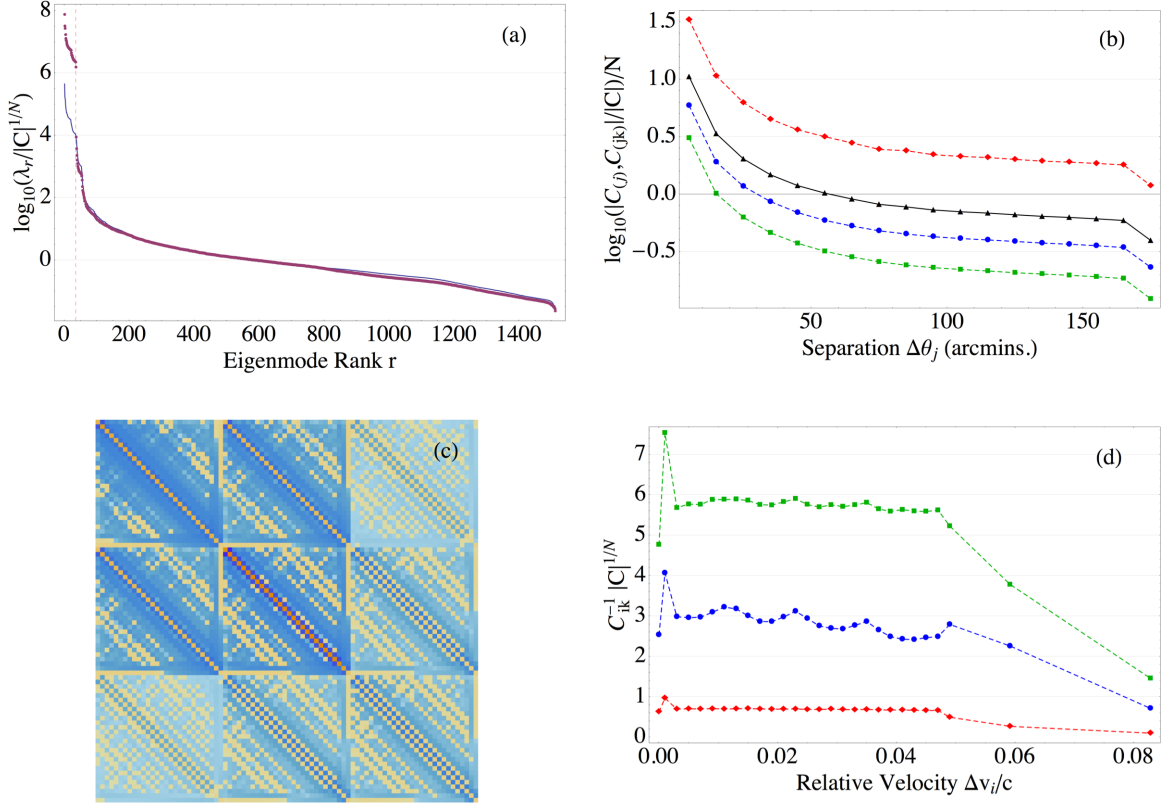 (a)
8
6
4
2
0
log₁₀(λᵣ/|C|^{1/N})
0 200 400 600 800 1000 1200 1400
Eigenmode Rank r
(b)
1.5
1.0
0.5
0.0
−0.5
log₁₀(|C₍ⱼ₎,C₍ⱼₖ₎|/|C|)/N
50 100 150
Separation Δθⱼ (arcmins.)
(c)
(d)
7
6
5
4
3
2
1
0
C_{ik}^{-1} |C|^{1/N}
0.00 0.02 0.04 0.06 0.08
Relative Velocity Δvᵢ/c